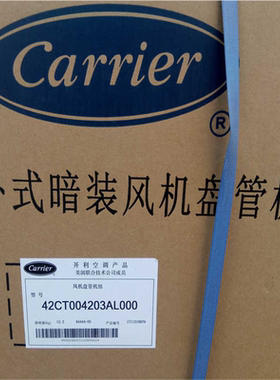 Carrier
®
卧式暗装风机盘管机
Carrier
开利空调产品
美国联合技术公司成员
风机盘管机组
型号
42CT004203AL000